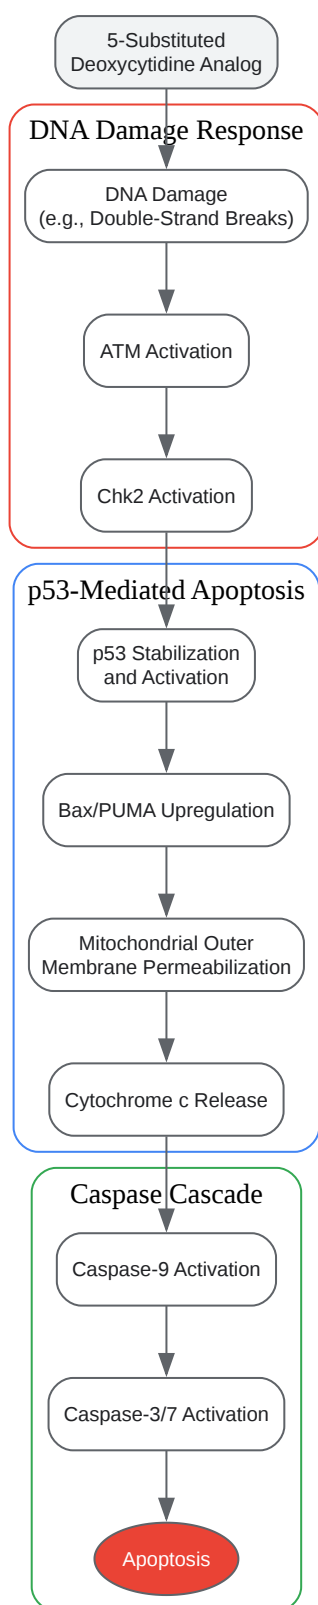 5-Substituted
Deoxycytidine Analog
DNA Damage Response
DNA Damage
(e.g., Double-Strand Breaks)
ATM Activation
Chk2 Activation
p53-Mediated Apoptosis
p53 Stabilization
and Activation
Bax/PUMA Upregulation
Mitochondrial Outer
Membrane Permeabilization
Cytochrome c Release
Caspase Cascade
Caspase-9 Activation
Caspase-3/7 Activation
Apoptosis